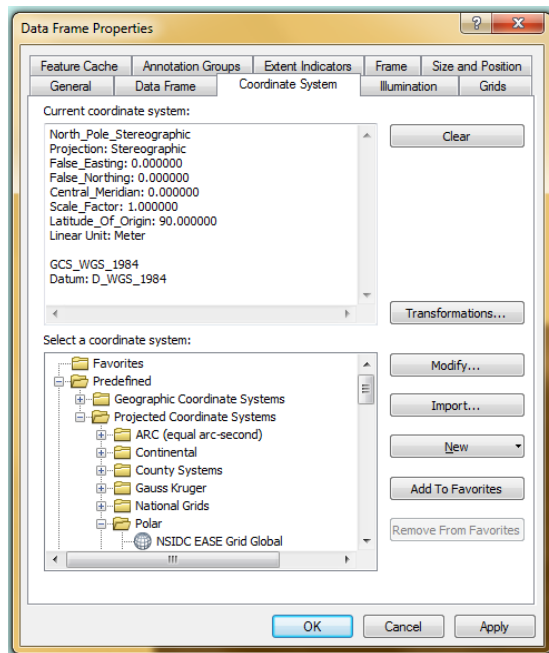 Data Frame Properties
Feature Cache Annotation Groups Extent Indicators Frame Size and Position
General Data Frame Coordinate System Illumination Grids
Current coordinate system:
North_Pole_Stereographic
Projection: Stereographic
False_Easting: 0.000000
False_Northing: 0.000000
Central_Meridian: 0.000000
Scale_Factor: 1.000000
Latitude_Of_Origin: 90.000000
Linear Unit: Meter
GCS_WGS_1984
Datum: D_WGS_1984
Clear
Transformations...
Select a coordinate system:
Favorites
Predefined
Geographic Coordinate Systems
Projected Coordinate Systems
ARC (equal arc-second)
Continental
County Systems
Gauss Kruger
National Grids
Polar
NSIDC EASE Grid Global
Modify...
Import...
New
Add To Favorites
Remove From Favorites
OK Cancel Apply